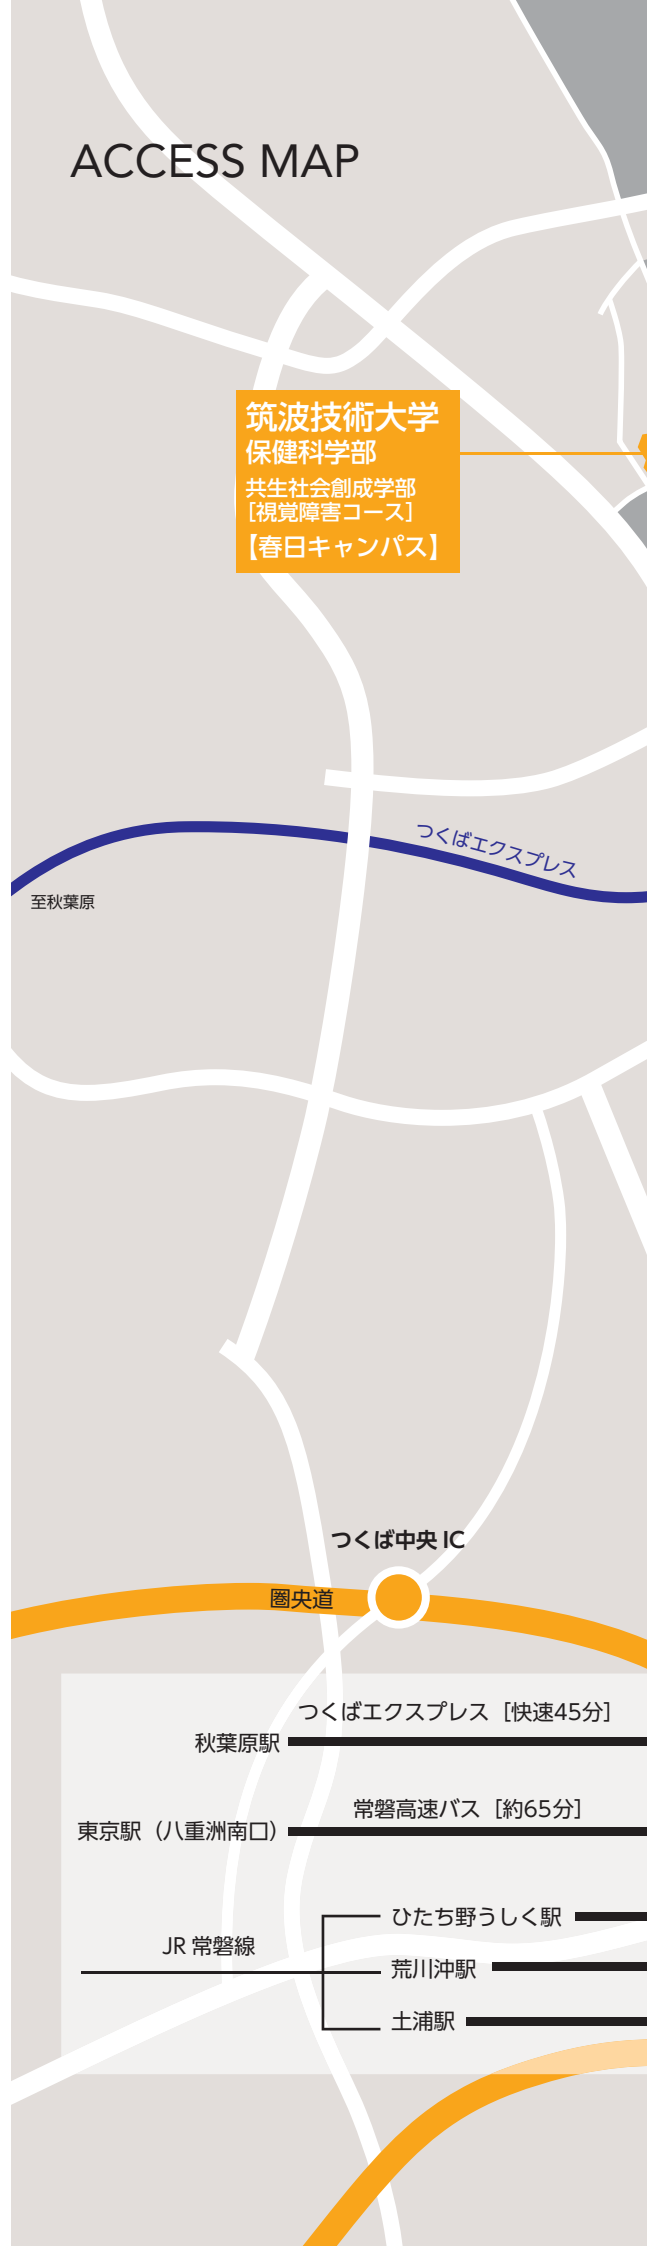 ACCESS MAP
筑波技術大学
保健科学部
共生社会創成学部
[視覚障害コース]
【春日キャンパス】
つくばエクスプレス
至秋葉原
つくば中央 IC
圏央道
つくばエクスプレス［快速45分］
秋葉原駅
常磐高速バス［約65分］
東京駅（八重洲南口）
ひたち野うしく駅
JR 常磐線
荒川沖駅
土浦駅